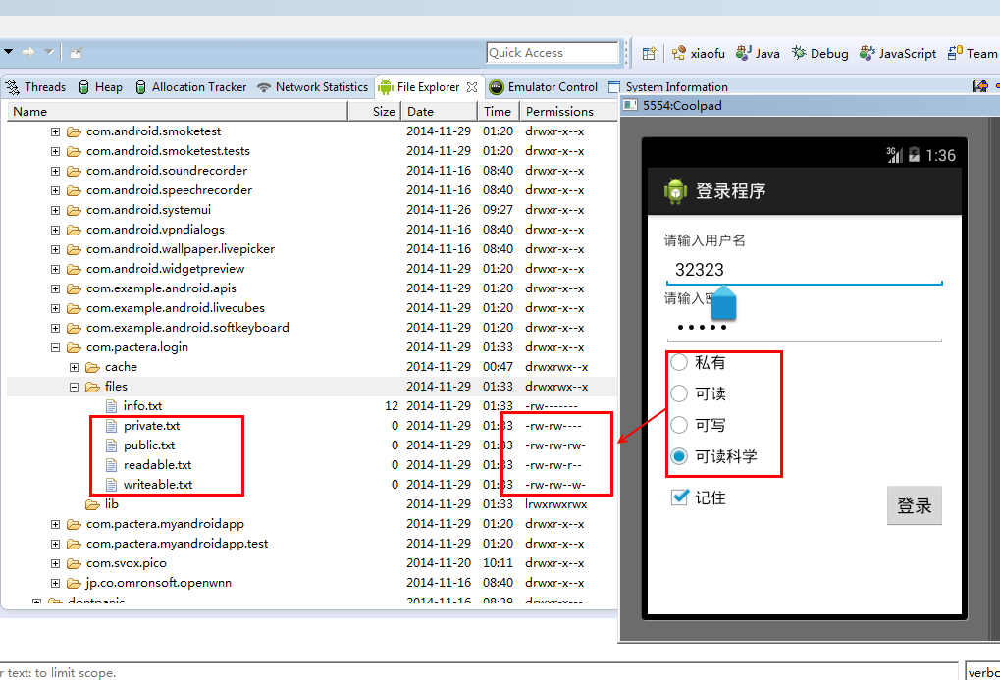 Quick Access
xiaofu Java Debug JavaScript Team
Threads Heap Allocation Tracker Network Statistics File Explorer Emulator Control System Information
Name Size Date Time Permissions
com.android.smoketest 2014-11-29 01:20 drwxr-x--x
com.android.smoketest.tests 2014-11-29 01:20 drwxr-x--x
com.android.soundrecorder 2014-11-16 08:40 drwxr-x--x
com.android.speechrecorder 2014-11-16 08:40 drwxr-x--x
com.android.systemui 2014-11-26 09:27 drwxr-x--x
com.android.vpndialogs 2014-11-16 08:40 drwxr-x--x
com.android.wallpaper.livepicker 2014-11-16 08:40 drwxr-x--x
com.android.widgetpreview 2014-11-29 01:20 drwxr-x--x
com.example.android.apis 2014-11-29 01:20 drwxr-x--x
com.example.android.livecubes 2014-11-29 01:20 drwxr-x--x
com.example.android.softkeyboard 2014-11-29 01:20 drwxr-x--x
com.pactera.login 2014-11-29 01:33 drwxr-x--x
cache 2014-11-29 00:47 drwxrwx--x
files 2014-11-29 01:33 drwxrwx--x
info.txt 12 2014-11-29 01:33 -rw-------
private.txt 0 2014-11-29 01:33 -rw-rw----
public.txt 0 2014-11-29 01:33 -rw-rw-rw-
readable.txt 0 2014-11-29 01:33 -rw-rw-r--
writeable.txt 0 2014-11-29 01:33 -rw-rw--w-
lib 2014-11-29 01:33 lrwxrwxrwx
com.pactera.myandroidapp 2014-11-29 01:20 drwxr-x--x
com.pactera.myandroidapp.test 2014-11-29 01:20 drwxr-x--x
com.svox.pico 2014-11-20 10:11 drwxr-x--x
jp.co.omronsoft.openwnn 2014-11-16 08:40 drwxr-x--x
dontpanic 2014-11-16 08:39 drwxr-x---
5554:Coolpad
3G 1:36
登录程序
请输入用户名
32323
请输入
私有
可读
可写
可读科学
记住
登录
r text: to limit scope.
verbo